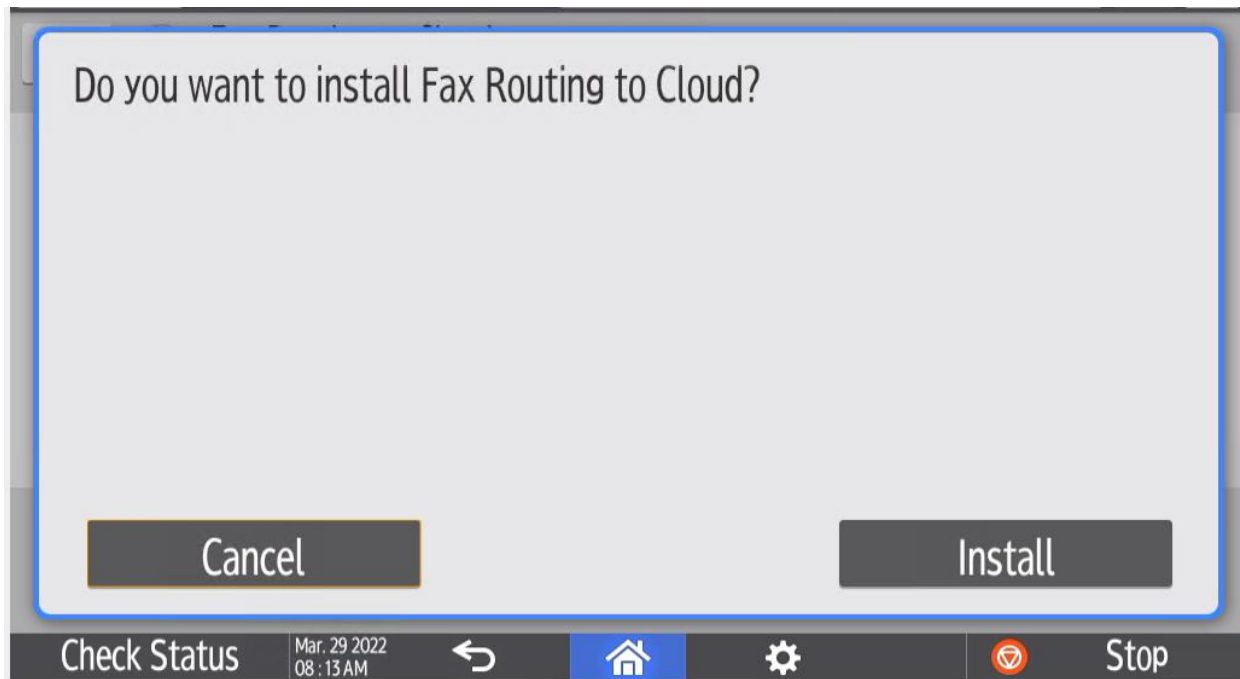 Do you want to install Fax Routing to Cloud?
Cancel
Install
Check Status
Mar. 29 2022
08 : 13 AM
Stop